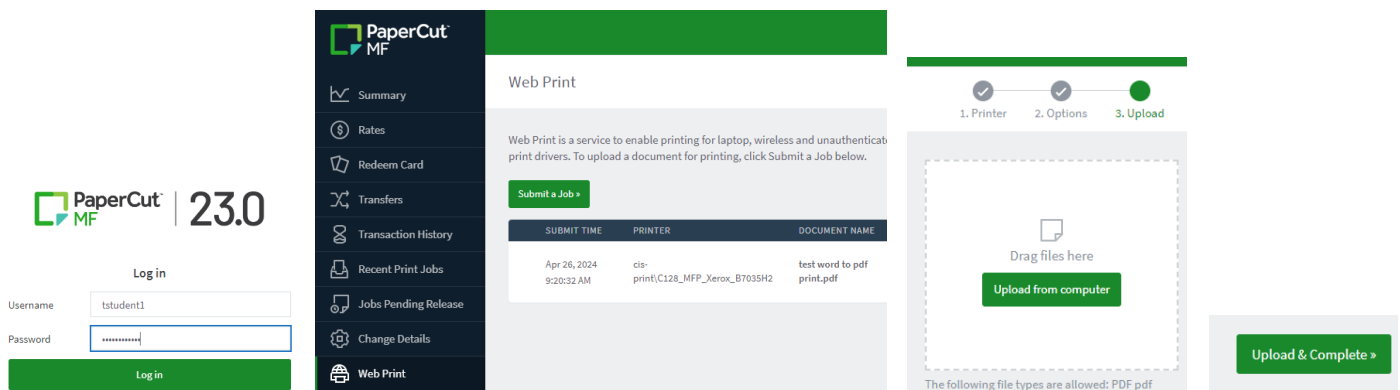 PaperCut
MF
23.0
Log in
Username
tstudent1
Password
Log in
PaperCut
MF
Summary
Rates
Redeem Card
Transfers
Transaction History
Recent Print Jobs
Jobs Pending Release
Change Details
Web Print
Web Print
Web Print is a service to enable printing for laptop, wireless and unauthenticate
print drivers. To upload a document for printing, click Submit a Job below.
Submit a Job »
SUBMIT TIME PRINTER DOCUMENT NAME
Apr 26, 2024 cis- test word to pdf
9:20:32 AM print\C128_MFP_Xerox_B7035H2 print.pdf
1. Printer 2. Options 3. Upload
Drag files here
Upload from computer
The following file types are allowed: PDF pdf
Upload & Complete »